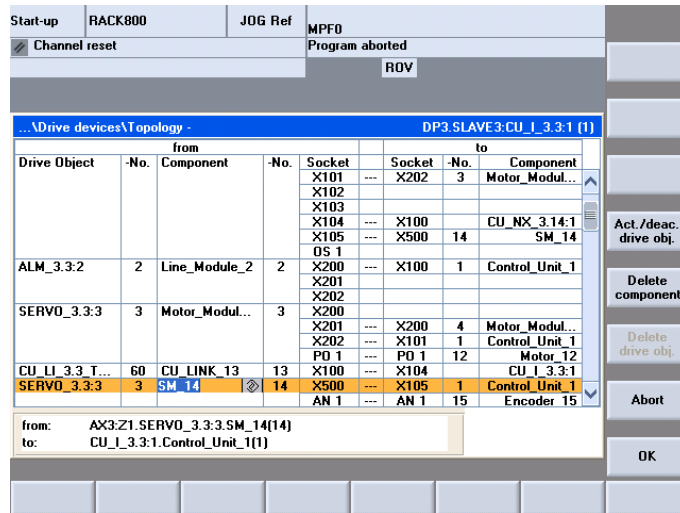 Start-up RACK800 JOG Ref MPF0
Channel reset Program aborted
ROV
...\Drive devices\Topology - DP3.SLAVE3:CU_I_3.3:1 (1)
from to
Drive Object -No. Component -No. Socket Socket -No. Component
X101 --- X202 3 Motor_Modul...
X102
X103
X104 --- X100 CU_NX_3.14:1
X105 --- X500 14 SM_14
OS 1
ALM_3.3:2 2 Line_Module_2 2 X200 --- X100 1 Control_Unit_1
X201
X202
SERVO_3.3:3 3 Motor_Modul... 3 X200
X201 --- X200 4 Motor_Modul...
X202 --- X101 1 Control_Unit_1
PO 1 --- PO 1 12 Motor_12
CU_LI_3.3_T... 60 CU_LINK_13 13 X100 --- X104 CU_I_3.3:1
SERVO_3.3:3 3 SM_14 14 X500 --- X105 1 Control_Unit_1
AN 1 --- AN 1 15 Encoder_15
from: AX3:Z1.SERVO_3.3:3.SM_14(14)
to: CU_I_3.3:1.Control_Unit_1(1)
Act./deac.
drive obj.
Delete
component
Delete
drive obj.
Abort
OK